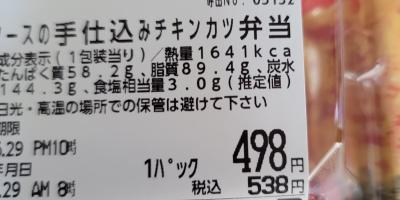 呼出NO. 05152
ースの手仕込みチキンカツ弁当
成分表示(1包装当り)/熱量1641kca
たんぱく質58.2g、脂質89.4g、炭水
144.3g、食塩相当量3.0g(推定値)
日光・高温の場所での保管は避けて下さい
期限
.29 PM10時
年月日
.29 AM 8時
1パック 498円
税込 538円